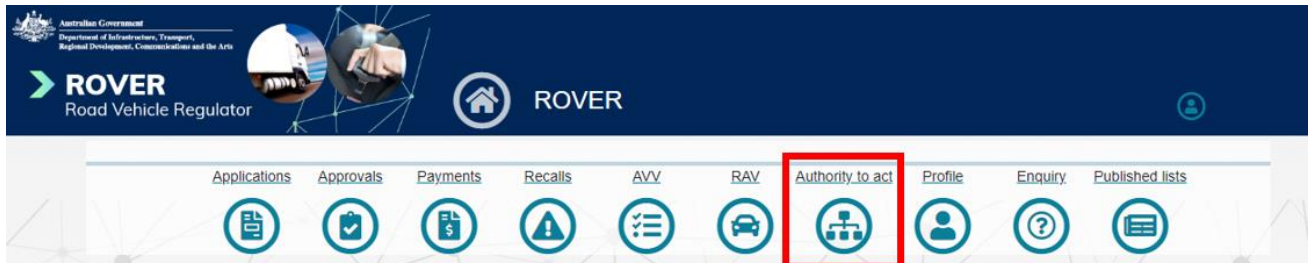 Australian Government
Department of Infrastructure, Transport,
Regional Development, Communications and the Arts
ROVER
Road Vehicle Regulator
ROVER
Applications Approvals Payments Recalls AVV RAV Authority to act Profile Enquiry Published lists